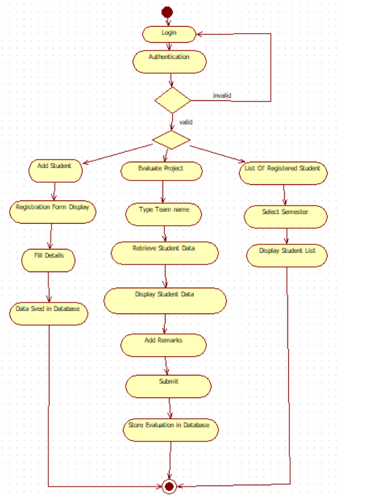 Login
Authentication
invalid
valid
Add Student
Evaluate Project
List Of Registered Student
Registration Form Display
Type Team name
Select Semester
Fill Details
Retrieve Student Data
Display Student List
Data Sved in Database
Display Student Data
Add Remarks
Submit
Store Evaluation in Database